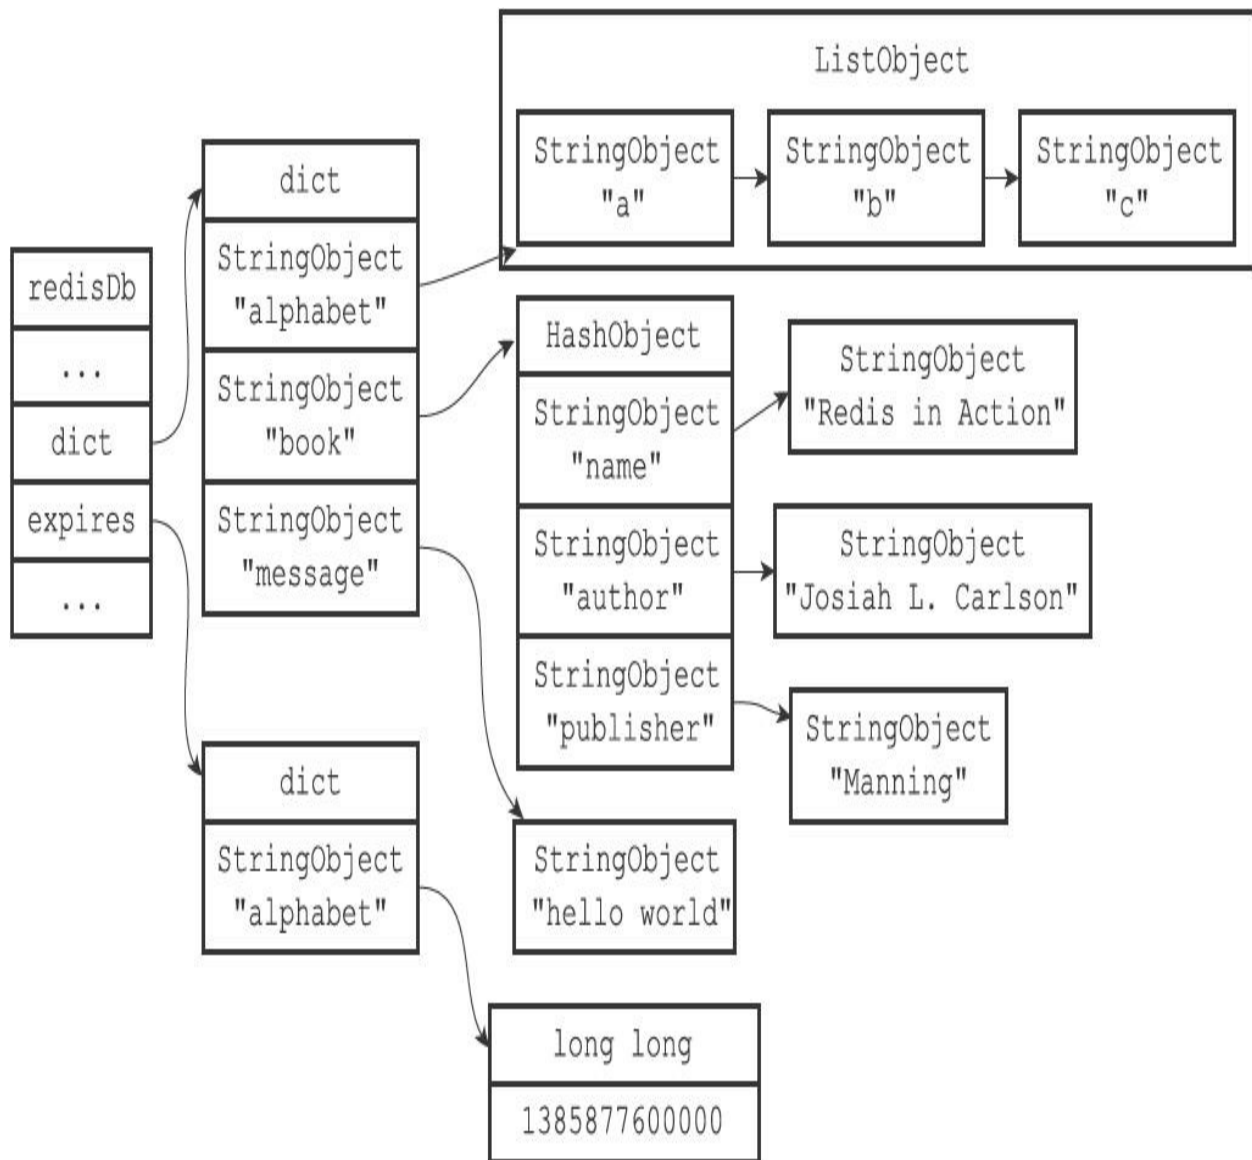 redisDb
...
dict
expires
...
dict
StringObject
"alphabet"
StringObject
"book"
StringObject
"message"
dict
StringObject
"alphabet"
ListObject
StringObject
"a"
StringObject
"b"
StringObject
"c"
HashObject
StringObject
"name"
StringObject
"author"
StringObject
"publisher"
StringObject
"Redis in Action"
StringObject
"Josiah L. Carlson"
StringObject
"Manning"
StringObject
"hello world"
long long
1385877600000